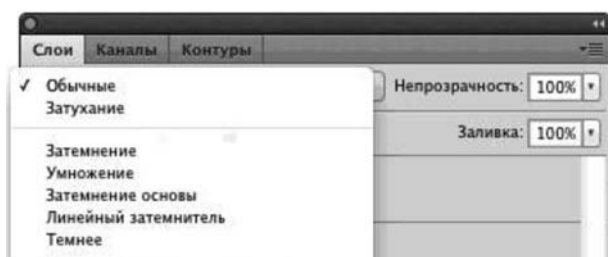 Слои Каналы Контуры
✓ Обычные
Непрозрачность: 100%
Затухание
Заливка: 100%
Затемнение
Умножение
Затемнение основы
Линейный затемнитель
Темнее